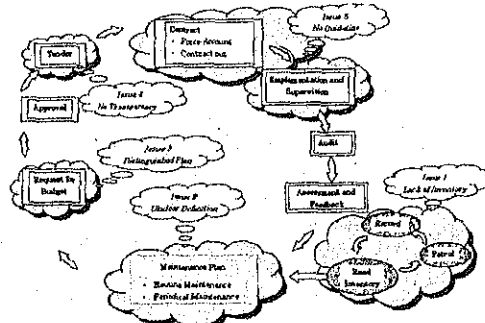 Contract
• Force Account
• Contract out
Issue 5
No Guideline
Tender
Implementation and
Supervision
Issue 4
No Transparency
Approval
Audit
Issue 3
Plan
Request for
Budget
Issue 1
Lack of Inventory
Assessment and
Feedback
Issue 2
Unclear Definition
Record
Patrol
Road
Inventory
Maintenance Plan
• Routine Maintenance
• Periodical Maintenance